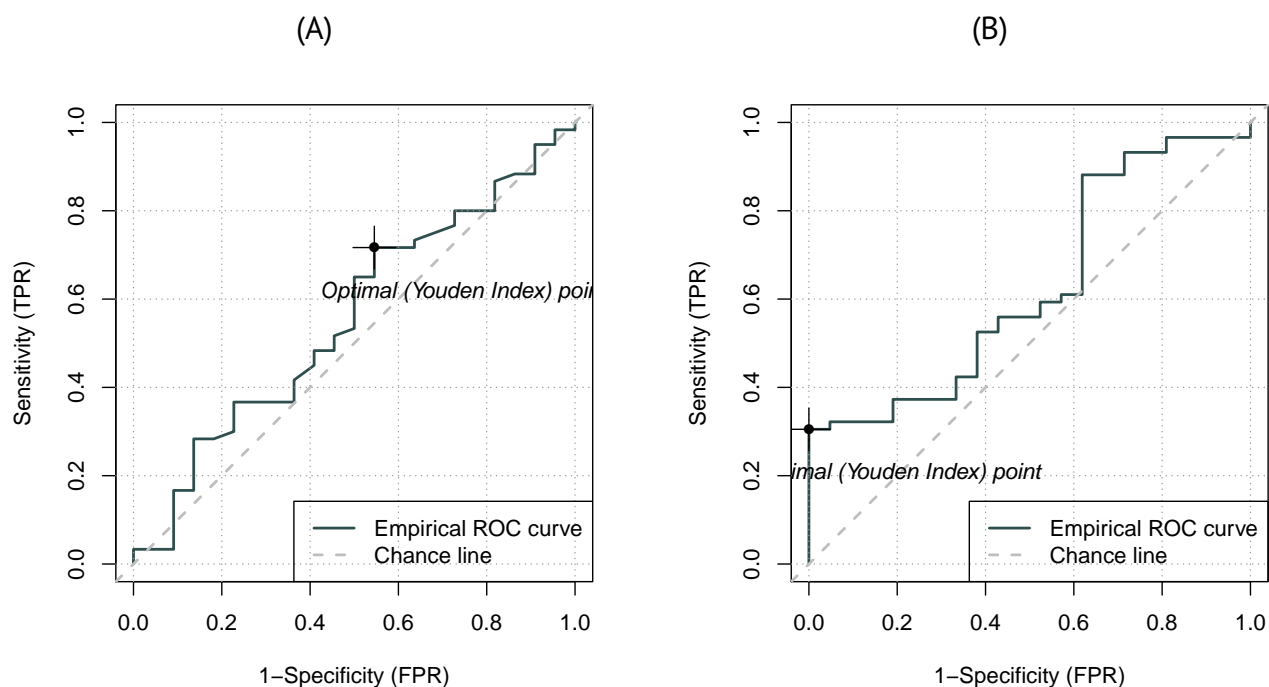 (A)
Sensitivity (TPR)
1.0
0.8
0.6
0.4
0.2
0.0
Optimal (Youden Index) poin
Empirical ROC curve
Chance line
0.0 0.2 0.4 0.6 0.8 1.0
1−Specificity (FPR)
(B)
Sensitivity (TPR)
1.0
0.8
0.6
0.4
0.2
0.0
imal (Youden Index) point
Empirical ROC curve
Chance line
0.0 0.2 0.4 0.6 0.8 1.0
1−Specificity (FPR)